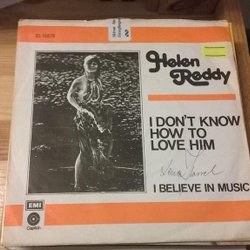 Helen
Reddy
I DON'T KNOW
HOW TO
LOVE HIM
I BELIEVE IN MUSIC
EMI
Capitol